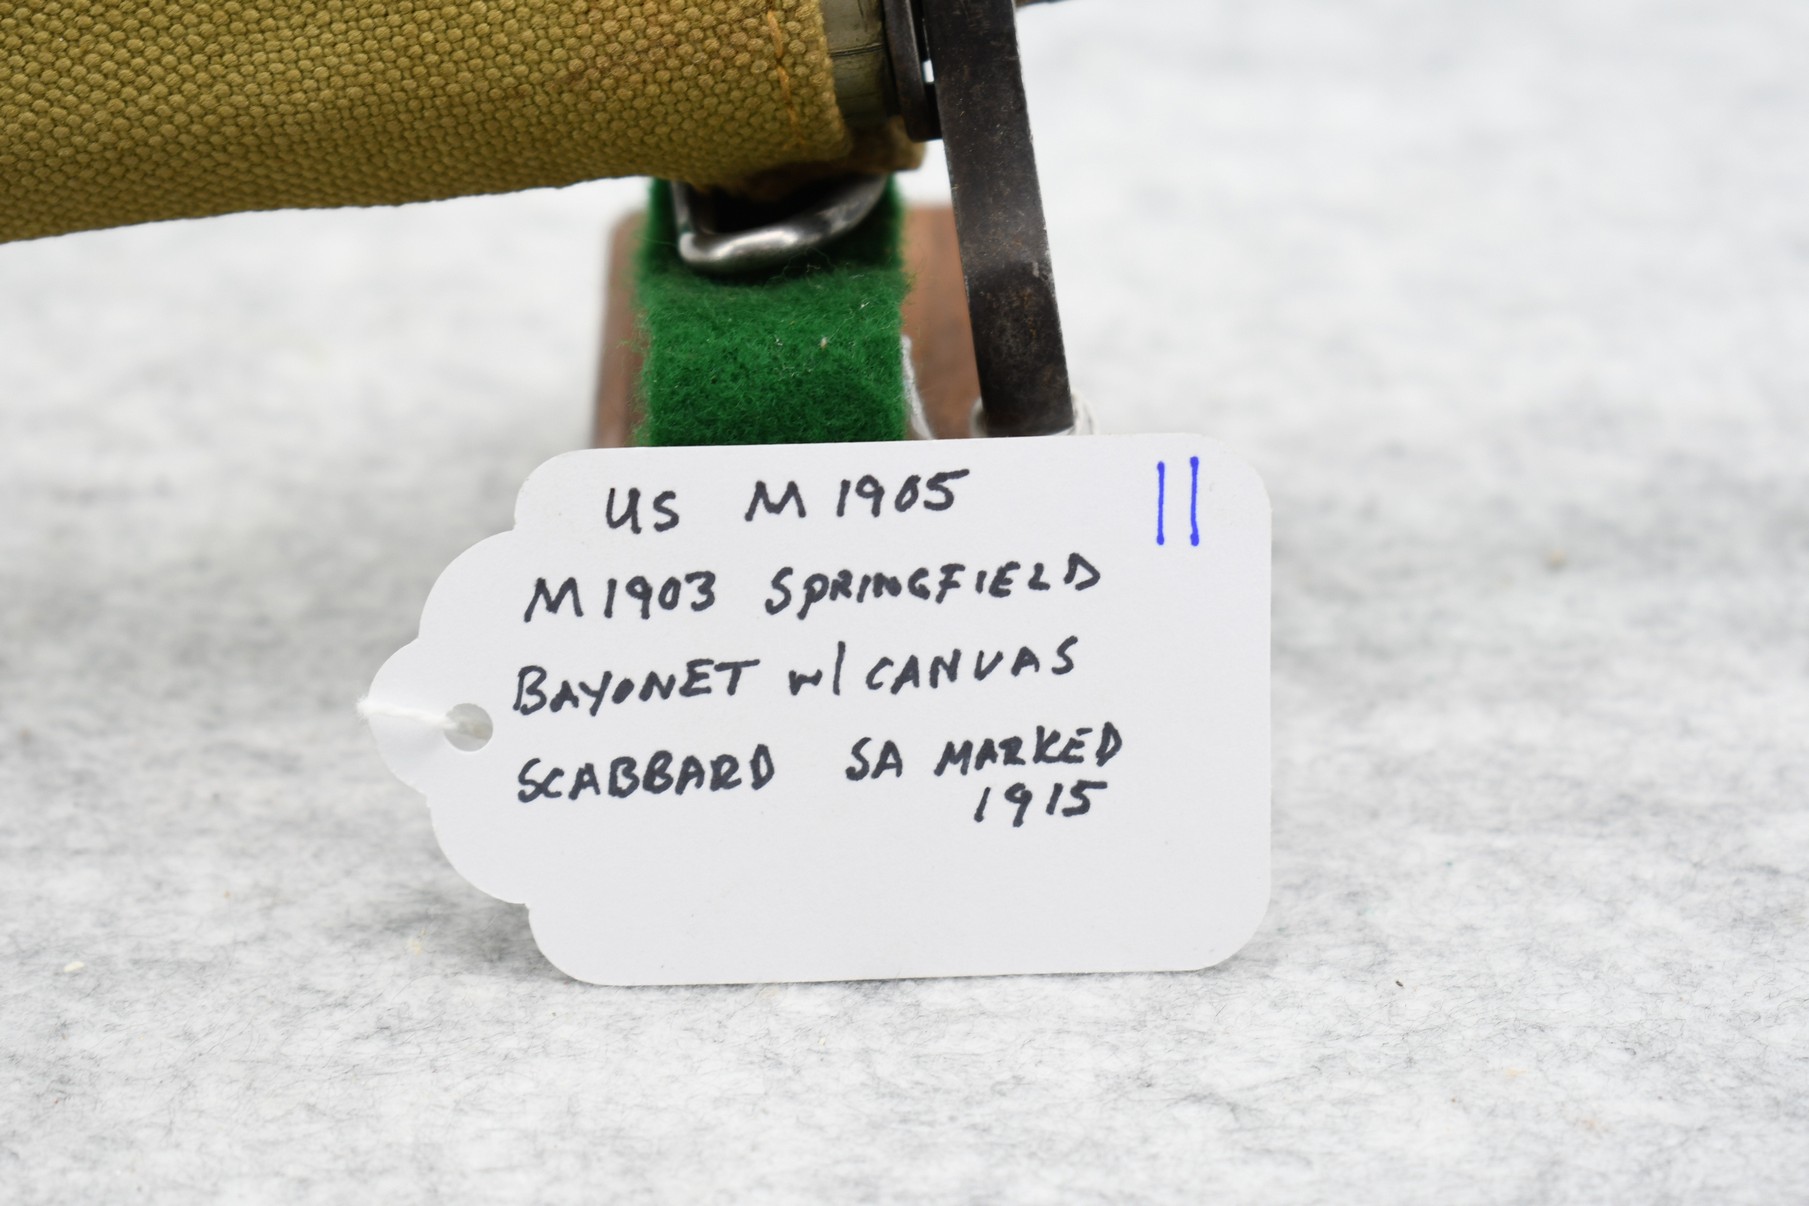 US M1905 11
M1903 SPRINGFIELD
BAYONET w/ CANVAS
SCABBARD SA MARKED
1915